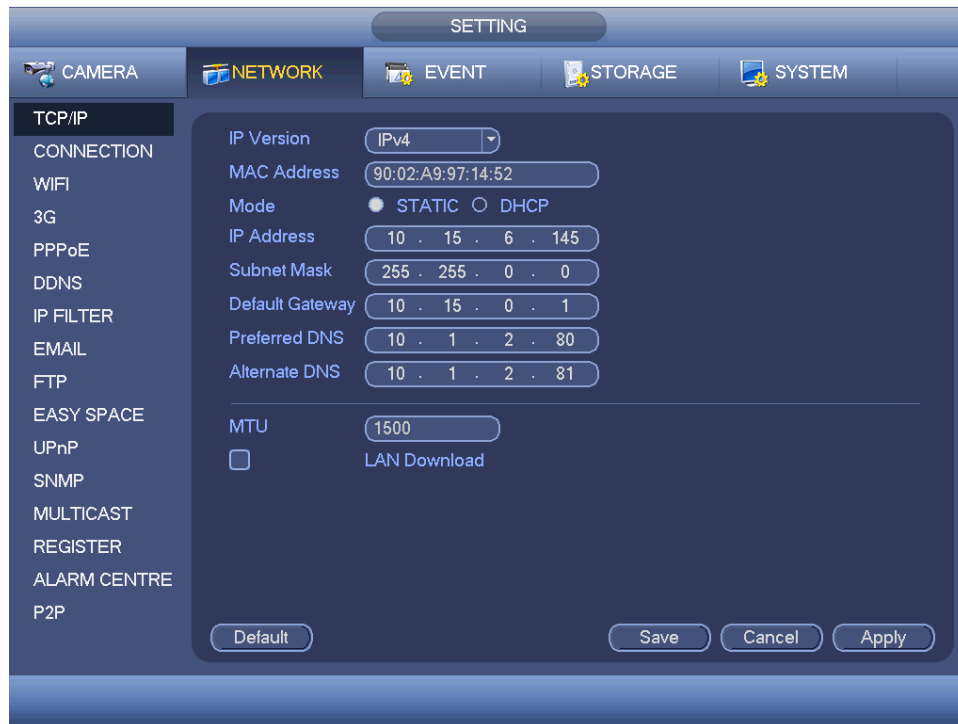 SETTING
CAMERA NETWORK EVENT STORAGE SYSTEM
TCP/IP
CONNECTION
WIFI
3G
PPPoE
DDNS
IP FILTER
EMAIL
FTP
EASY SPACE
UPnP
SNMP
MULTICAST
REGISTER
ALARM CENTRE
P2P
IP Version IPv4
MAC Address 90:02:A9:97:14:52
Mode STATIC DHCP
IP Address 10 . 15 . 6 . 145
Subnet Mask 255 . 255 . 0 . 0
Default Gateway 10 . 15 . 0 . 1
Preferred DNS 10 . 1 . 2 . 80
Alternate DNS 10 . 1 . 2 . 81
MTU 1500
LAN Download
Default Save Cancel Apply